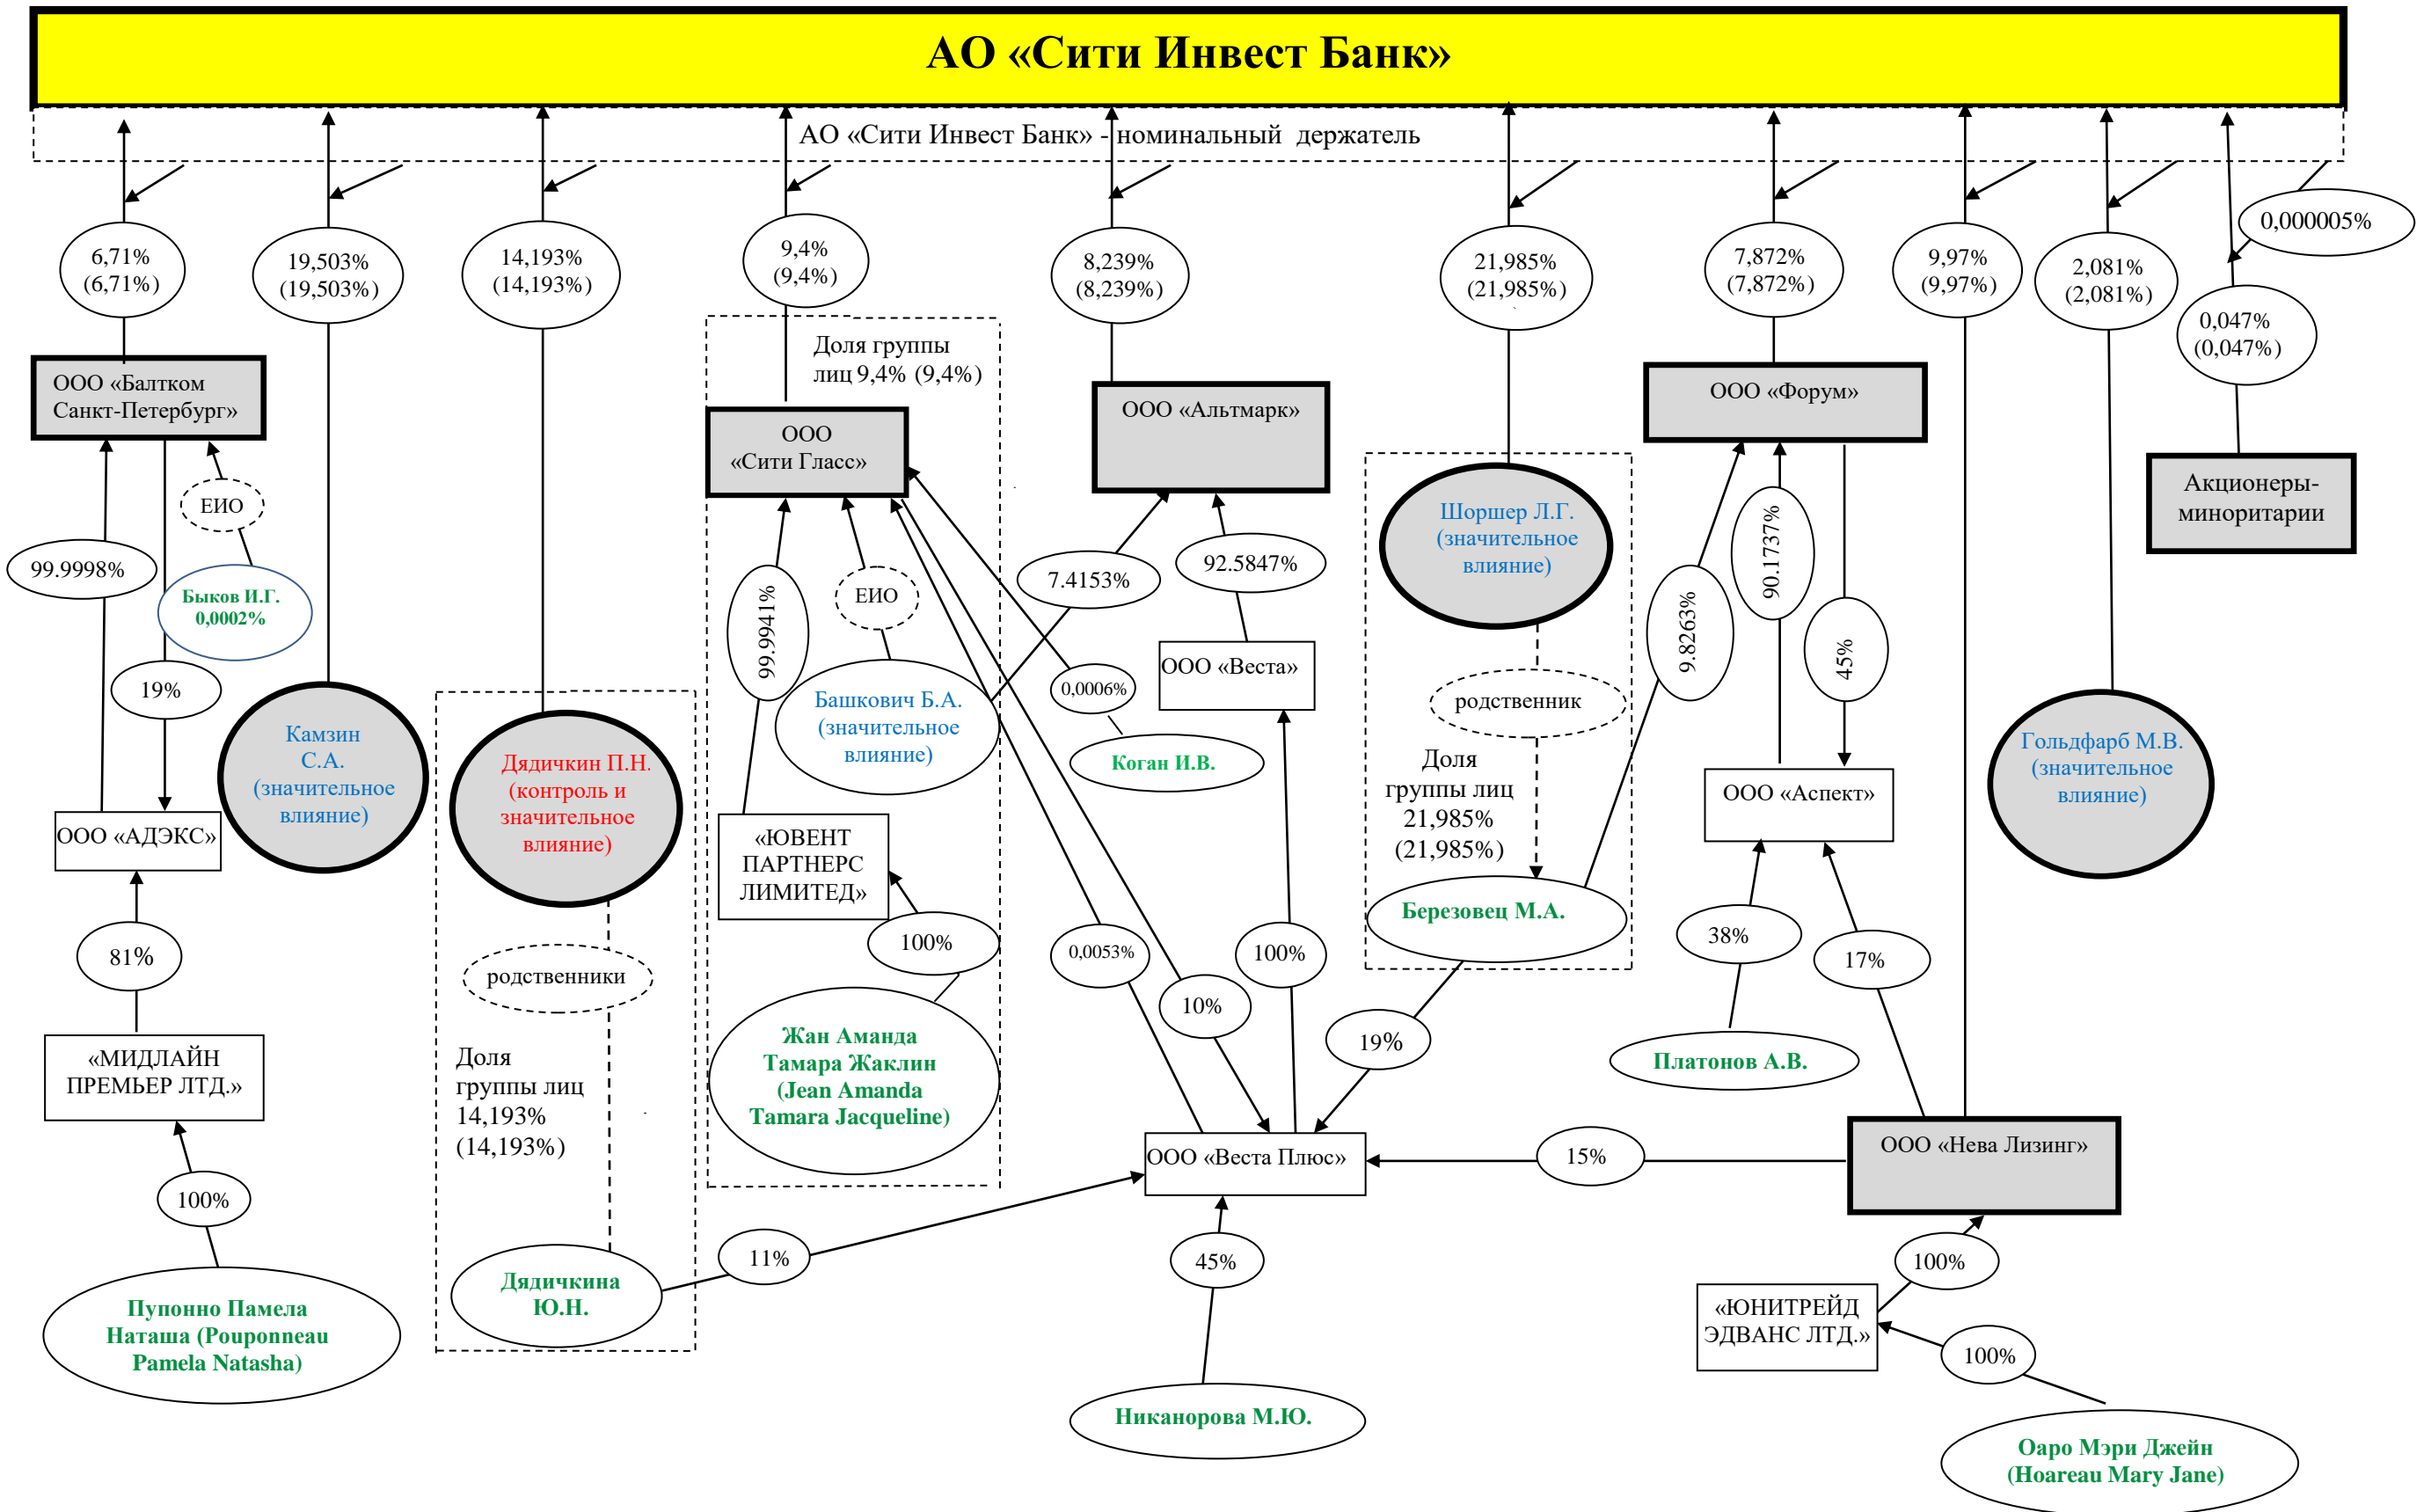 АО «Сити Инвест Банк»
АО «Сити Инвест Банк» - номинальный держатель
6,71%
(6,71%)
19,503%
(19,503%)
14,193%
(14,193%)
9,4%
(9,4%)
8,239%
(8,239%)
21,985%
(21,985%)
7,872%
(7,872%)
9,97%
(9,97%)
2,081%
(2,081%)
0,047%
(0,047%)
0,000005%
ООО «Балтком
Санкт-Петербург»
Доля группы
лиц 9,4% (9,4%)
ООО
«Сити Гласс»
ООО «Альтмарк»
ООО «Форум»
Акционеры-
миноритарии
ЕИО
99.9998%
Быков И.Г.
0,0002%
19%
Камзин
С.А.
(значительное
влияние)
Дядичкин П.Н.
(контроль и
значительное
влияние)
99.9941%
ЕИО
Башкович Б.А.
(значительное
влияние)
7.4153%
92.5847%
0,0006%
Коган И.В.
ООО «Веста»
Шоршер Л.Г.
(значительное
влияние)
родственник
Доля
группы лиц
21,985%
(21,985%)
Березовец М.А.
9.8263%
90.1737%
45%
ООО «Аспект»
Гольдфарб М.В.
(значительное
влияние)
ООО «АДЭКС»
81%
«МИДЛАЙН
ПРЕМЬЕР ЛТД.»
100%
Пупонно Памела
Наташа (Pouponneau
Pamela Natasha)
родственники
Доля
группы лиц
14,193%
(14,193%)
Дядичкина
Ю.Н.
11%
«ЮВЕНТ
ПАРТНЕРС
ЛИМИТЕД»
100%
Жан Аманда
Тамара Жаклин
(Jean Amanda
Tamara Jacqueline)
0,0053%
10%
100%
19%
38%
17%
Платонов А.В.
ООО «Веста Плюс»
15%
ООО «Нева Лизинг»
45%
Никанорова М.Ю.
100%
«ЮНИТРЕЙД
ЭДВАНС ЛТД.»
100%
Оаро Мэри Джейн
(Hoareau Mary Jane)